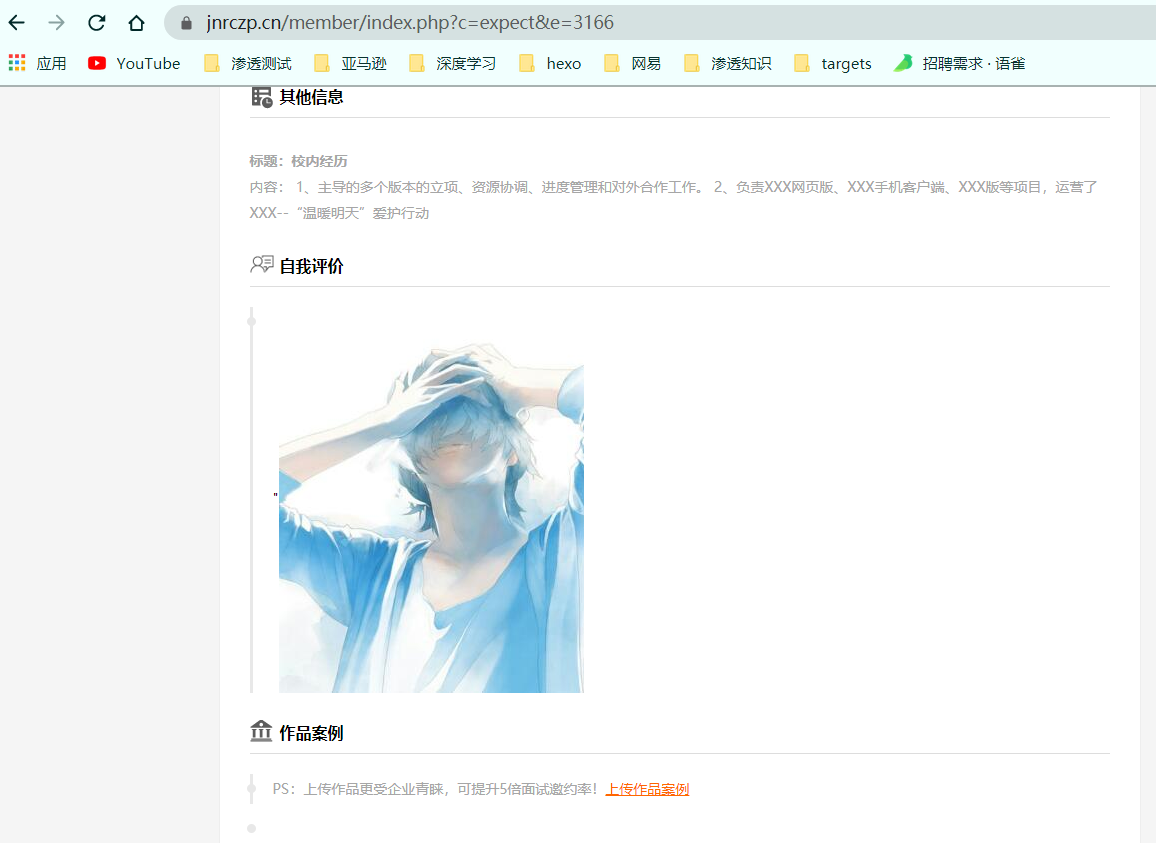 jnrczp.cn/member/index.php?c=expect&e=3166
应用 YouTube 渗透测试 亚马逊 深度学习 hexo 网易 渗透知识 targets 招聘需求 · 语雀
其他信息
标题：校内经历
内容： 1、主导的多个版本的立项、资源协调、进度管理和对外合作工作。 2、负责XXX网页版、XXX手机客户端、XXX版等项目，运营了
XXX--“温暖明天”爱护行动
自我评价
"
作品案例
PS：上传作品更受企业青睐，可提升5倍面试邀约率！上传作品案例